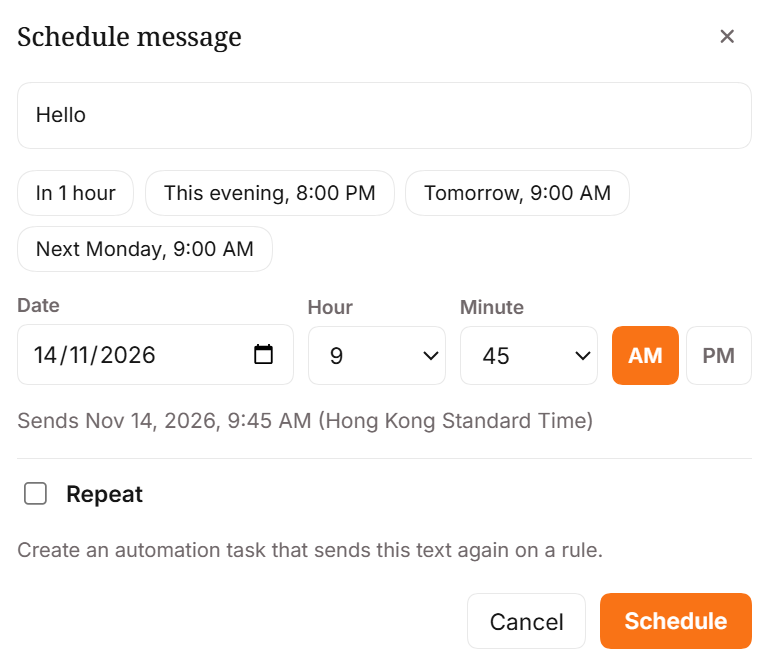 Schedule message
Hello
In 1 hour
This evening, 8:00 PM
Tomorrow, 9:00 AM
Next Monday, 9:00 AM
Date
Hour
Minute
14/11/2026
9
45
AM
PM
Sends Nov 14, 2026, 9:45 AM (Hong Kong Standard Time)
Repeat
Create an automation task that sends this text again on a rule.
Cancel
Schedule